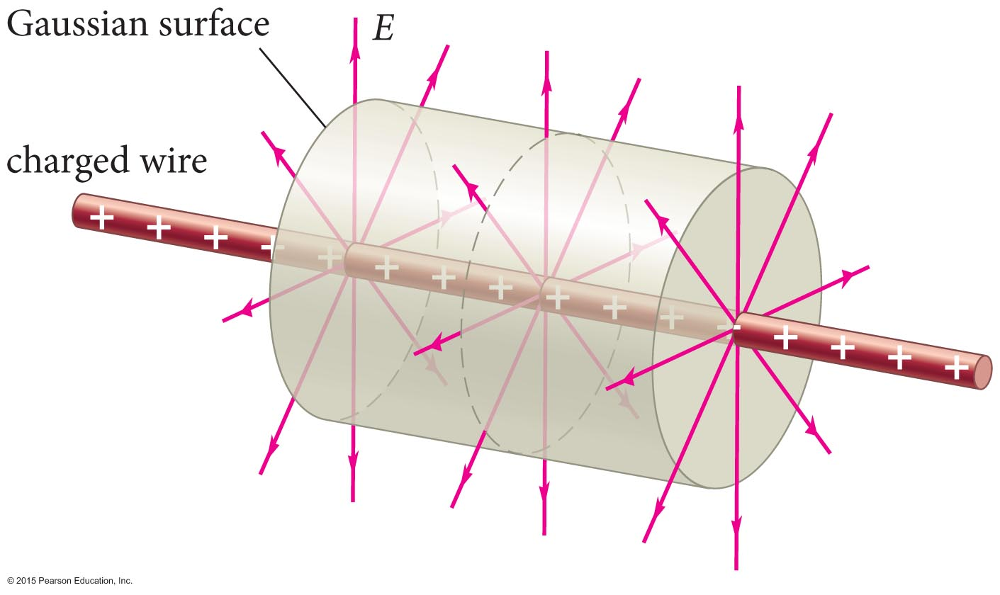 Gaussian surface
E
charged wire
+ + + + + + + + + + + + + + + +
© 2015 Pearson Education, Inc.